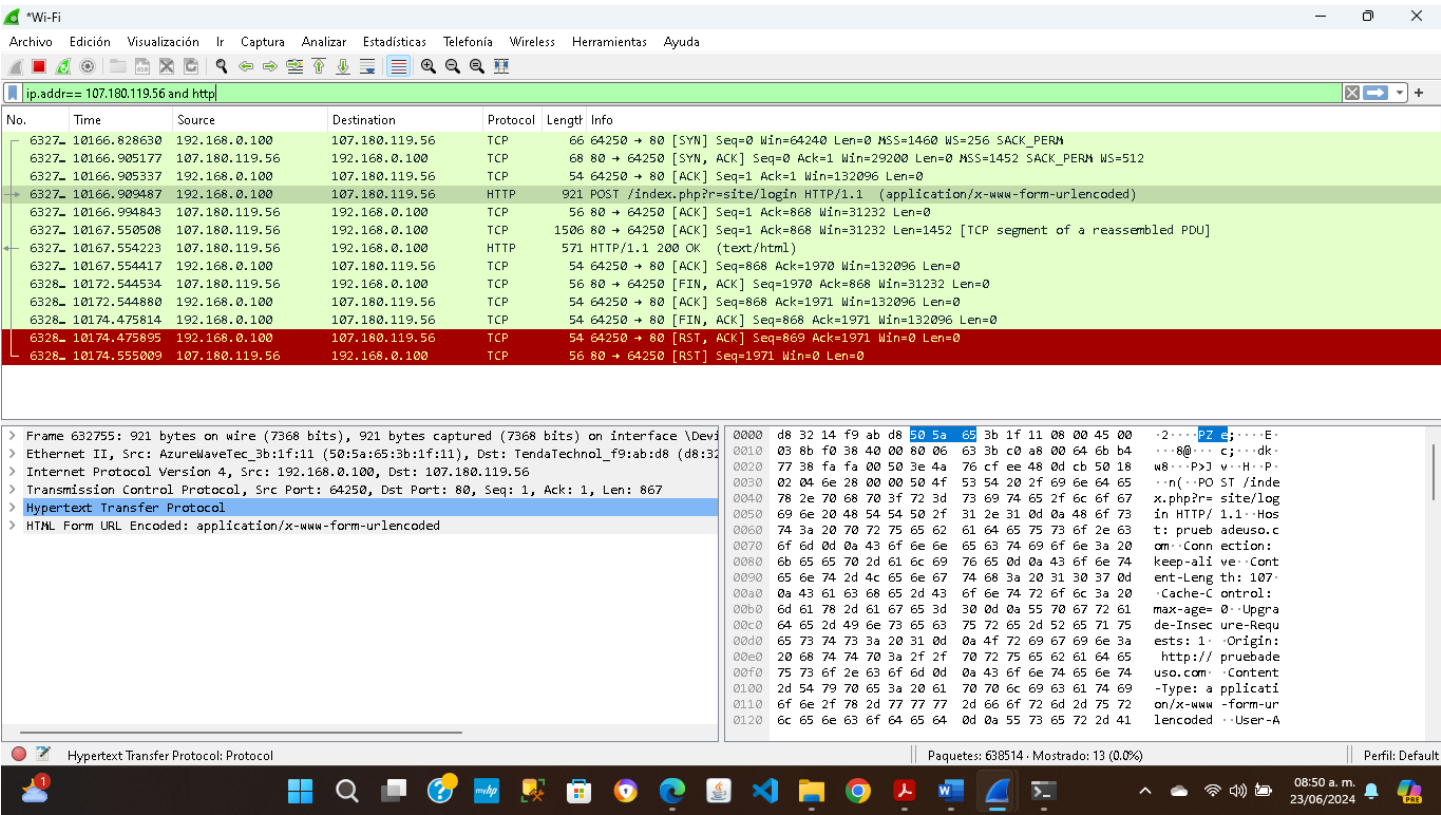 *Wi-Fi
Archivo Edición Visualización Ir Captura Analizar Estadísticas Telefonía Wireless Herramientas Ayuda
ip.addr== 107.180.119.56 and http
No. Time Source Destination Protocol Length Info
6327… 10166.828630 192.168.0.100 107.180.119.56 TCP 66 64250 → 80 [SYN] Seq=0 Win=64240 Len=0 MSS=1460 WS=256 SACK_PERM
6327… 10166.905177 107.180.119.56 192.168.0.100 TCP 68 80 → 64250 [SYN, ACK] Seq=0 Ack=1 Win=29200 Len=0 MSS=1452 SACK_PERM WS=512
6327… 10166.905337 192.168.0.100 107.180.119.56 TCP 54 64250 → 80 [ACK] Seq=1 Ack=1 Win=132096 Len=0
6327… 10166.909487 192.168.0.100 107.180.119.56 HTTP 921 POST /index.php?r=site/login HTTP/1.1 (application/x-www-form-urlencoded)
6327… 10166.994843 107.180.119.56 192.168.0.100 TCP 56 80 → 64250 [ACK] Seq=1 Ack=868 Win=31232 Len=0
6327… 10167.550508 107.180.119.56 192.168.0.100 TCP 1506 80 → 64250 [ACK] Seq=1 Ack=868 Win=31232 Len=1452 [TCP segment of a reassembled PDU]
6327… 10167.554223 107.180.119.56 192.168.0.100 HTTP 571 HTTP/1.1 200 OK (text/html)
6327… 10167.554417 192.168.0.100 107.180.119.56 TCP 54 64250 → 80 [ACK] Seq=868 Ack=1970 Win=132096 Len=0
6328… 10172.544534 107.180.119.56 192.168.0.100 TCP 56 80 → 64250 [FIN, ACK] Seq=1970 Ack=868 Win=31232 Len=0
6328… 10172.544880 192.168.0.100 107.180.119.56 TCP 54 64250 → 80 [ACK] Seq=868 Ack=1971 Win=132096 Len=0
6328… 10174.475814 192.168.0.100 107.180.119.56 TCP 54 64250 → 80 [FIN, ACK] Seq=868 Ack=1971 Win=132096 Len=0
6328… 10174.475895 192.168.0.100 107.180.119.56 TCP 54 64250 → 80 [RST, ACK] Seq=869 Ack=1971 Win=0 Len=0
6328… 10174.555009 107.180.119.56 192.168.0.100 TCP 56 80 → 64250 [RST] Seq=1971 Win=0 Len=0
Frame 632755: 921 bytes on wire (7368 bits), 921 bytes captured (7368 bits) on interface \Devi
Ethernet II, Src: AzureWaveTec_3b:1f:11 (50:5a:65:3b:1f:11), Dst: TendaTechnol_f9:ab:d8 (d8:32
Internet Protocol Version 4, Src: 192.168.0.100, Dst: 107.180.119.56
Transmission Control Protocol, Src Port: 64250, Dst Port: 80, Seq: 1, Ack: 1, Len: 867
Hypertext Transfer Protocol
HTML Form URL Encoded: application/x-www-form-urlencoded
0000 d8 32 14 f9 ab d8 50 5a 65 3b 1f 11 08 00 45 00 ·2····PZ e;····E·
0010 03 8b f0 38 40 00 80 06 63 3b c0 a8 00 64 6b b4 ···8@··· c;···dk·
0020 77 38 fa fa 00 50 3e 4a 76 cf ee 48 0d cb 50 18 w8···P>J v··H··P·
0030 02 04 6e 28 00 00 50 4f 53 54 20 2f 69 6e 64 65 ··n(··PO ST /inde
0040 78 2e 70 68 70 3f 72 3d 73 69 74 65 2f 6c 6f 67 x.php?r= site/log
0050 69 6e 20 48 54 54 50 2f 31 2e 31 0d 0a 48 6f 73 in HTTP/ 1.1··Hos
0060 74 3a 20 70 72 75 65 62 61 64 65 75 73 6f 2e 63 t: prueb adeuso.c
0070 6f 6d 0d 0a 43 6f 6e 6e 65 63 74 69 6f 6e 3a 20 om··Conn ection:
0080 6b 65 65 70 2d 61 6c 69 76 65 0d 0a 43 6f 6e 74 keep-ali ve··Cont
0090 65 6e 74 2d 4c 65 6e 67 74 68 3a 20 31 30 37 0d ent-Leng th: 107·
00a0 0a 43 61 63 68 65 2d 43 6f 6e 74 72 6f 6c 3a 20 ·Cache-C ontrol:
00b0 6d 61 78 2d 61 67 65 3d 30 0d 0a 55 70 67 72 61 max-age= 0··Upgra
00c0 64 65 2d 49 6e 73 65 63 75 72 65 2d 52 65 71 75 de-Insec ure-Requ
00d0 65 73 74 73 3a 20 31 0d 0a 4f 72 69 67 69 6e 3a ests: 1· ·Origin:
00e0 20 68 74 74 70 3a 2f 2f 70 72 75 65 62 61 64 65 http:// pruebade
00f0 75 73 6f 2e 63 6f 6d 0d 0a 43 6f 6e 74 65 6e 74 uso.com· ·Content
0100 2d 54 79 70 65 3a 20 61 70 70 6c 69 63 61 74 69 -Type: a pplicati
0110 6f 6e 2f 78 2d 77 77 77 2d 66 6f 72 6d 2d 75 72 on/x-www -form-ur
0120 6c 65 6e 63 6f 64 65 64 0d 0a 55 73 65 72 2d 41 lencoded ··User-A
Hypertext Transfer Protocol: Protocol Paquetes: 638514 · Mostrado: 13 (0.0%) Perfil: Default
1 myhp W PRE 08:50 a. m.
23/06/2024